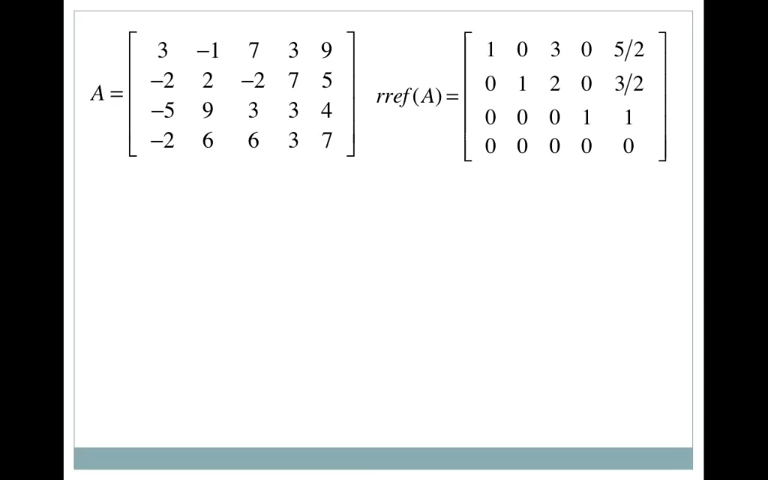 A = [ 3 −1 7 3 9
−2 2 −2 7 5
−5 9 3 3 4
−2 6 6 3 7 ]
rref(A) = [ 1 0 3 0 5/2
0 1 2 0 3/2
0 0 0 1 1
0 0 0 0 0 ]